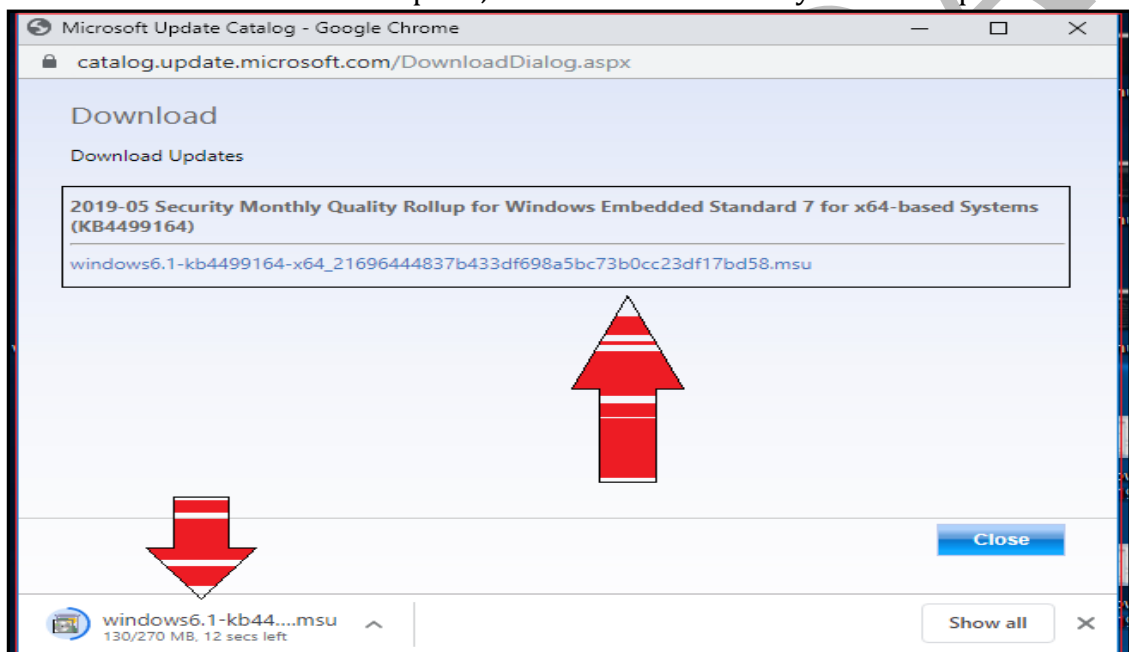 Microsoft Update Catalog - Google Chrome
catalog.update.microsoft.com/DownloadDialog.aspx
Download
Download Updates
2019-05 Security Monthly Quality Rollup for Windows Embedded Standard 7 for x64-based Systems
(KB4499164)
windows6.1-kb4499164-x64_21696444837b433df698a5bc73b0cc23df17bd58.msu
Close
windows6.1-kb44....msu
130/270 MB, 12 secs left
Show all